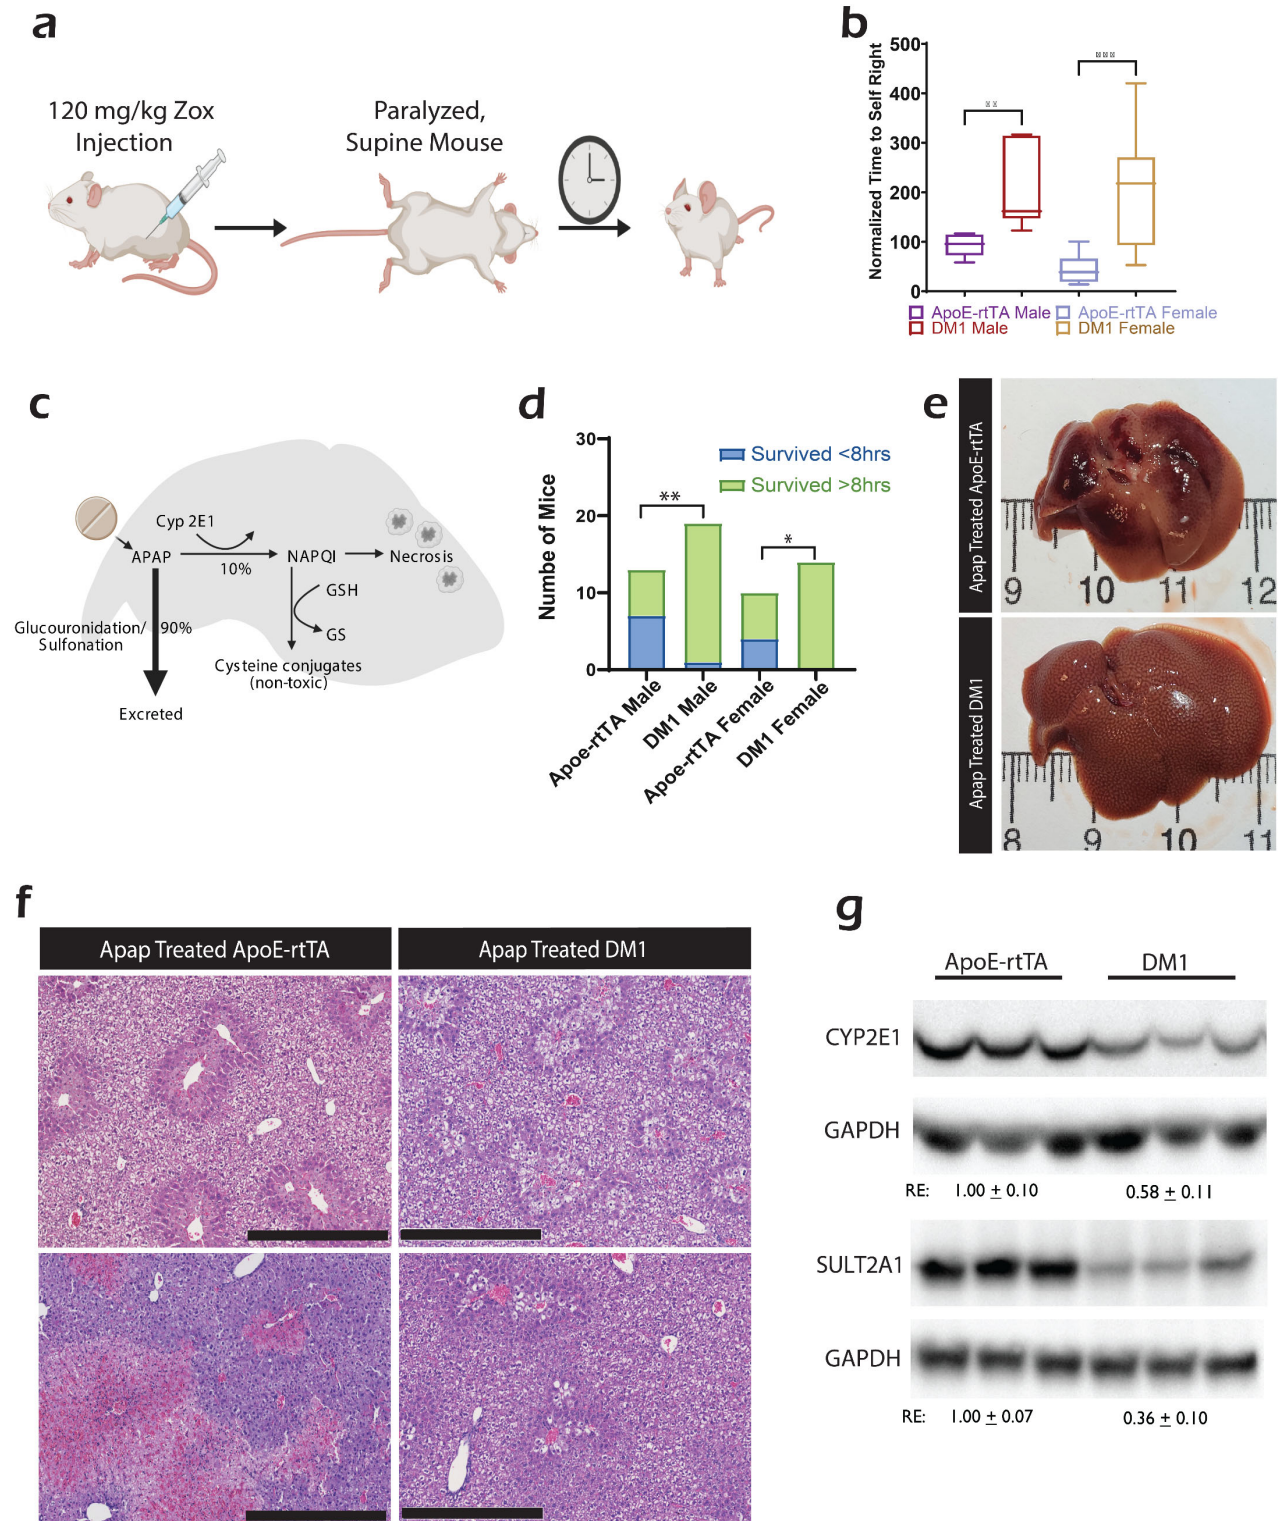 a
120 mg/kg Zox
Injection
Paralyzed,
Supine Mouse
b
Normalized Time to Self Right
500
400
300
200
100
0
**
***
ApoE-rtTA Male
ApoE-rtTA Female
DM1 Male
DM1 Female
c
Cyp 2E1
APAP
10%
NAPQI
Necrosis
GSH
GS
Glucouronidation/
Sulfonation
90%
Cysteine conjugates
(non-toxic)
Excreted
d
Numbe of Mice
30
20
10
0
Survived <8hrs
Survived >8hrs
**
*
Apoe-rtTA Male
DM1 Male
Apoe-rtTA Female
DM1 Female
e
Apap Treated ApoE-rtTA
9 10 11 12
Apap Treated DM1
8 9 10 11
f
Apap Treated ApoE-rtTA
Apap Treated DM1
g
ApoE-rtTA DM1
CYP2E1
GAPDH
RE: 1.00 ± 0.10 0.58 ± 0.11
SULT2A1
GAPDH
RE: 1.00 ± 0.07 0.36 ± 0.10